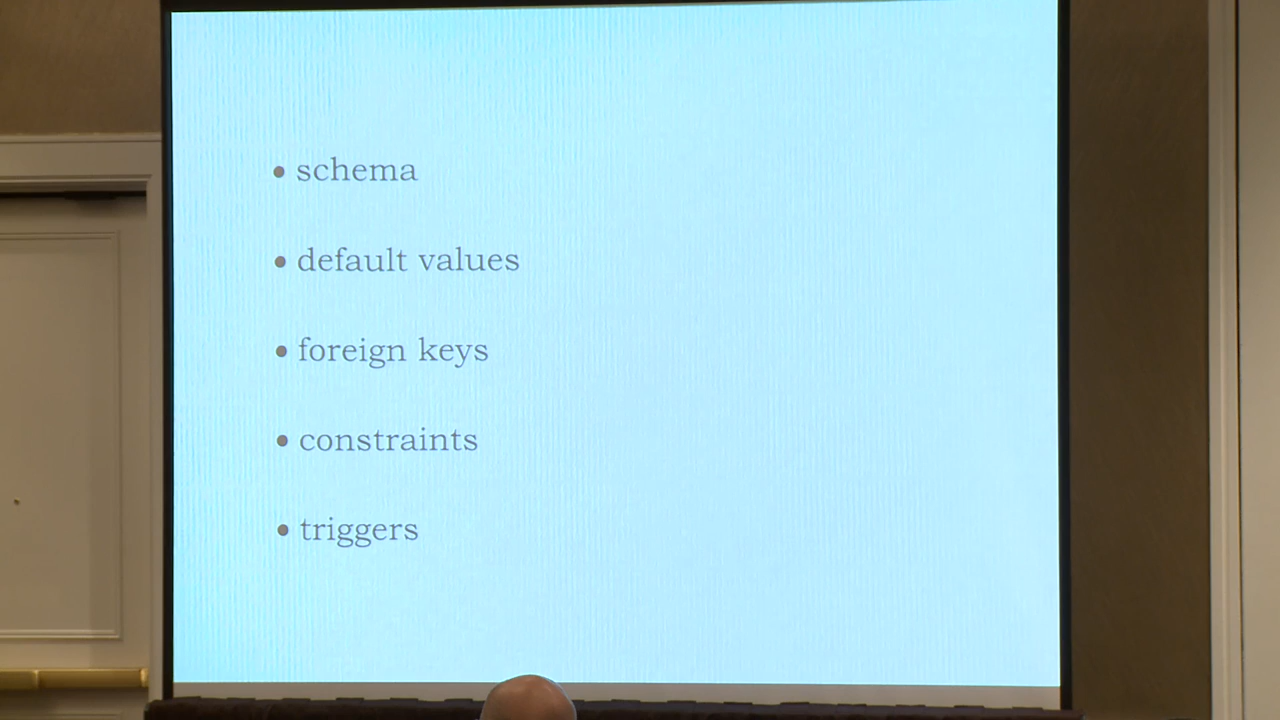 • schema
• default values
• foreign keys
• constraints
• triggers